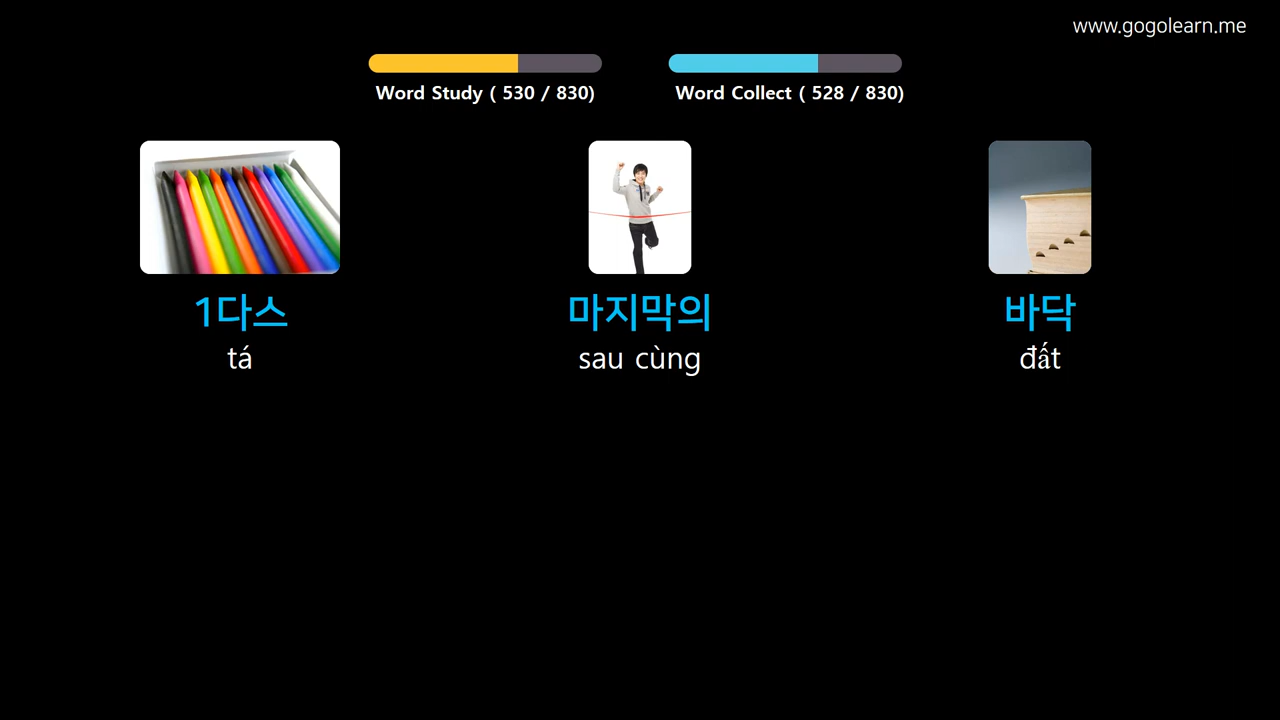 www.gogolearn.me
Word Study ( 530 / 830)
Word Collect ( 528 / 830)
1다스
tá
마지막의
sau cùng
바닥
đất